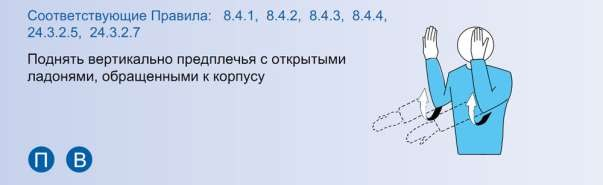 Соответствующие Правила: 8.4.1, 8.4.2, 8.4.3, 8.4.4,
24.3.2.5, 24.3.2.7
Поднять вертикально предплечья с открытыми
ладонями, обращенными к корпусу
П В